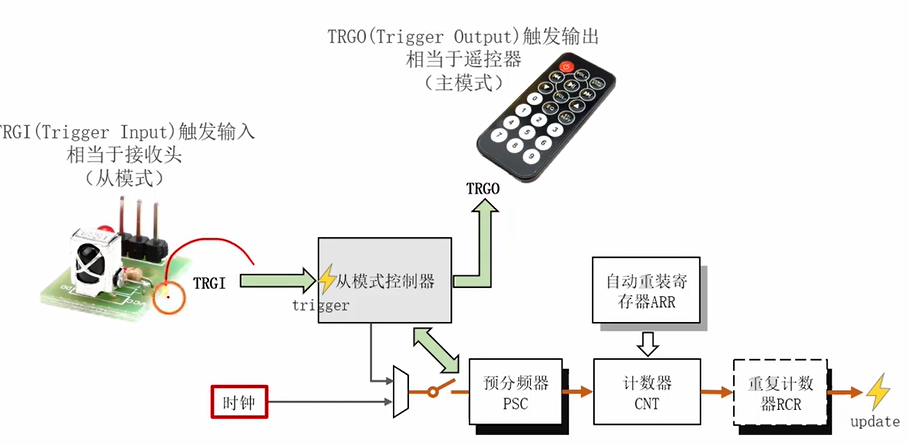 TRGO(Trigger Output)触发输出
相当于遥控器
(主模式)
TRGI(Trigger Input)触发输入
相当于接收头
(从模式)
TRGO
TRGI
trigger
从模式控制器
自动重装寄
存器ARR
时钟
预分频器
PSC
计数器
CNT
重复计数
器RCR
update